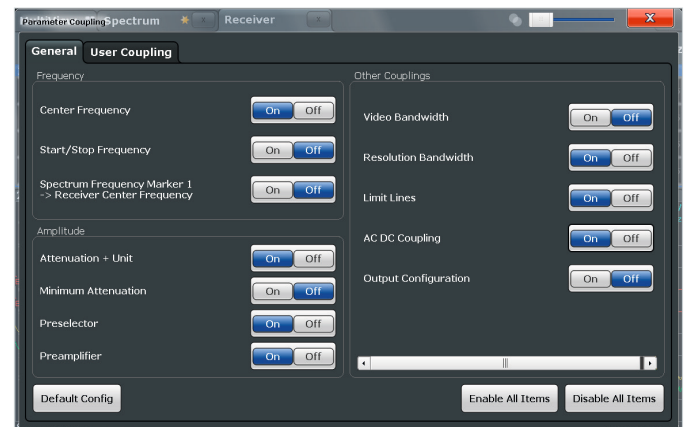 Parameter Coupling Spectrum * x Receiver x X
General User Coupling
Frequency
Center Frequency On Off
Start/Stop Frequency On Off
Spectrum Frequency Marker 1
-> Receiver Center Frequency On Off
Amplitude
Attenuation + Unit On Off
Minimum Attenuation On Off
Preselector On Off
Preamplifier On Off
Other Couplings
Video Bandwidth On Off
Resolution Bandwidth On Off
Limit Lines On Off
AC DC Coupling On Off
Output Configuration On Off
Default Config Enable All Items Disable All Items